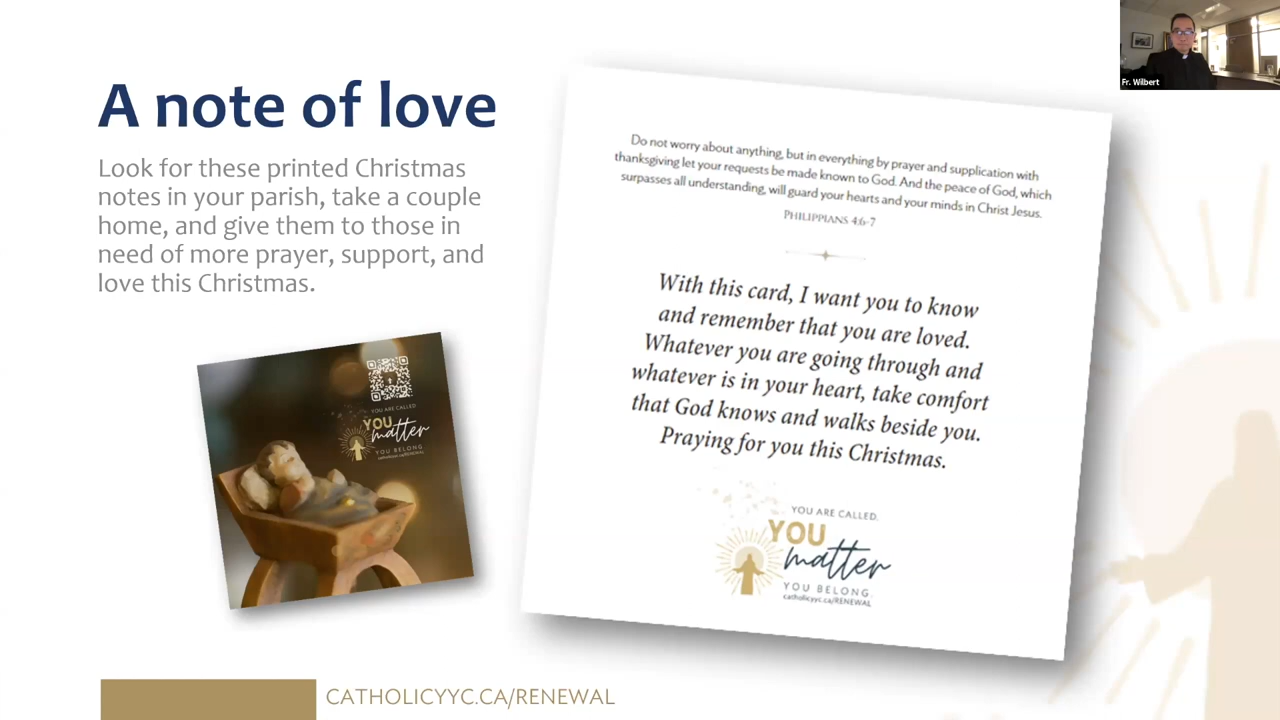 Fr. Wilbert
A note of love
Look for these printed Christmas
notes in your parish, take a couple
home, and give them to those in
need of more prayer, support, and
love this Christmas.
YOU ARE CALLED
YOU
matter
YOU BELONG
catholicyyc.ca/RENEWAL
Do not worry about anything, but in everything by prayer and supplication with
thanksgiving let your requests be made known to God. And the peace of God, which
surpasses all understanding, will guard your hearts and your minds in Christ Jesus.
PHILIPPIANS 4:6-7
With this card, I want you to know
and remember that you are loved.
Whatever you are going through and
whatever is in your heart, take comfort
that God knows and walks beside you.
Praying for you this Christmas.
YOU ARE CALLED.
YOU
matter
YOU BELONG.
catholicyyc.ca/RENEWAL
CATHOLICYYC.CA/RENEWAL